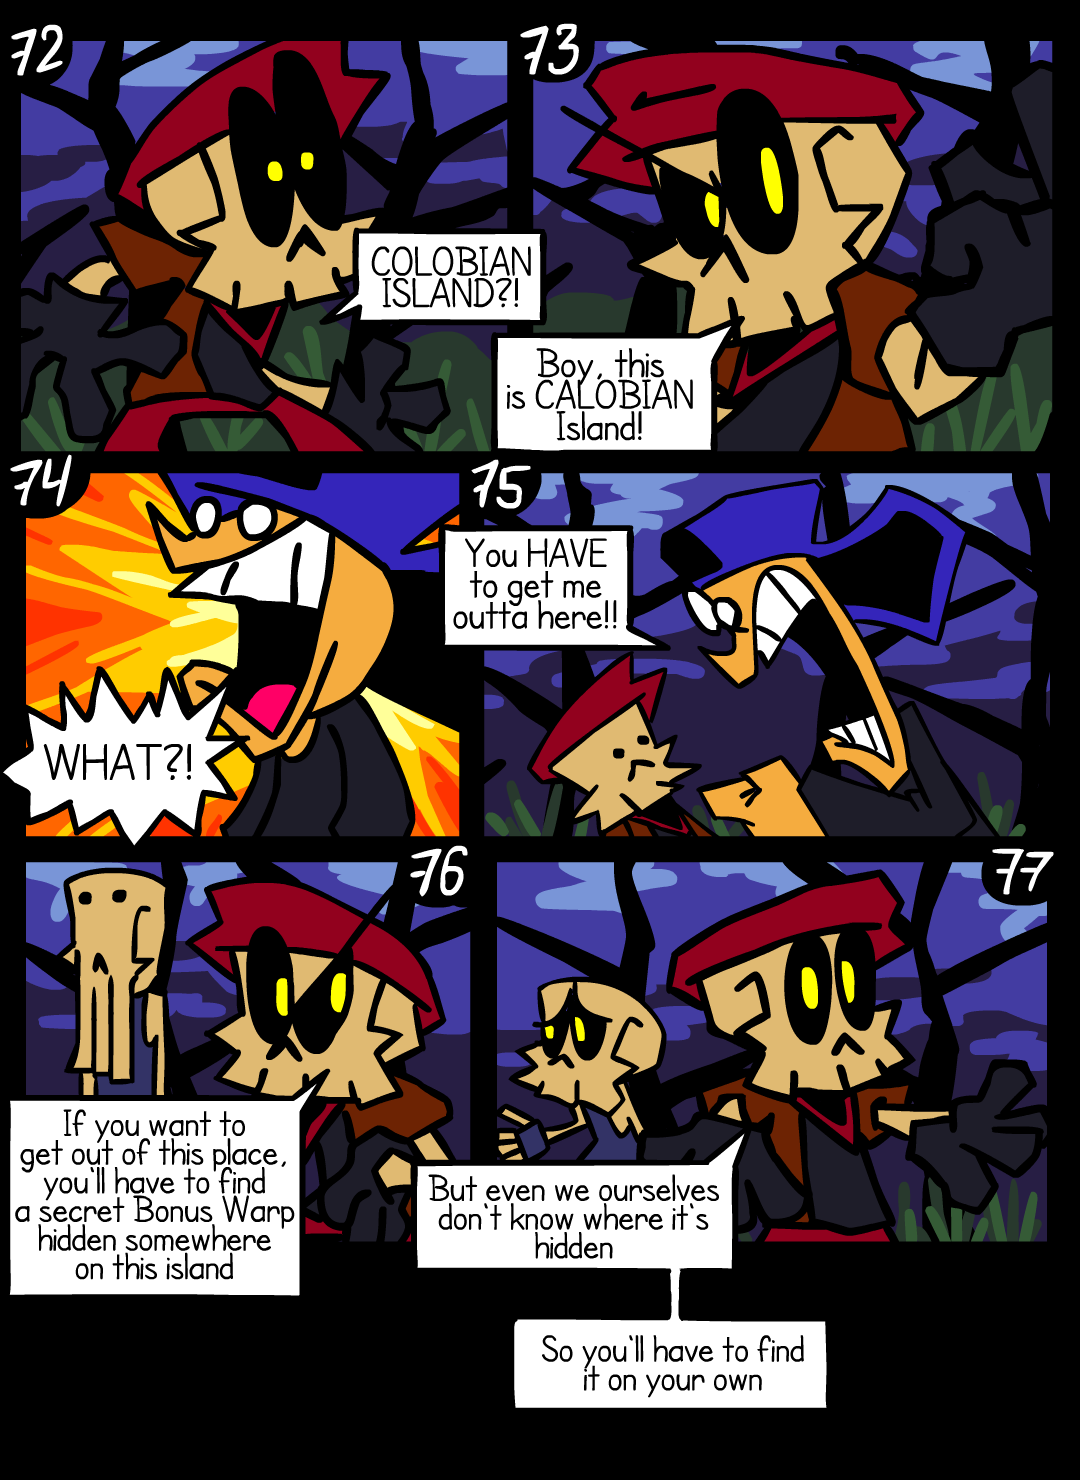 72
COLOBIAN
ISLAND?!
73
Boy, this
is CALOBIAN
Island!
74
WHAT?!
75
You HAVE
to get me
outta here!!
76
If you want to
get out of this place,
you'll have to find
a secret Bonus Warp
hidden somewhere
on this island
77
But even we ourselves
don't know where it's
hidden
So you'll have to find
it on your own